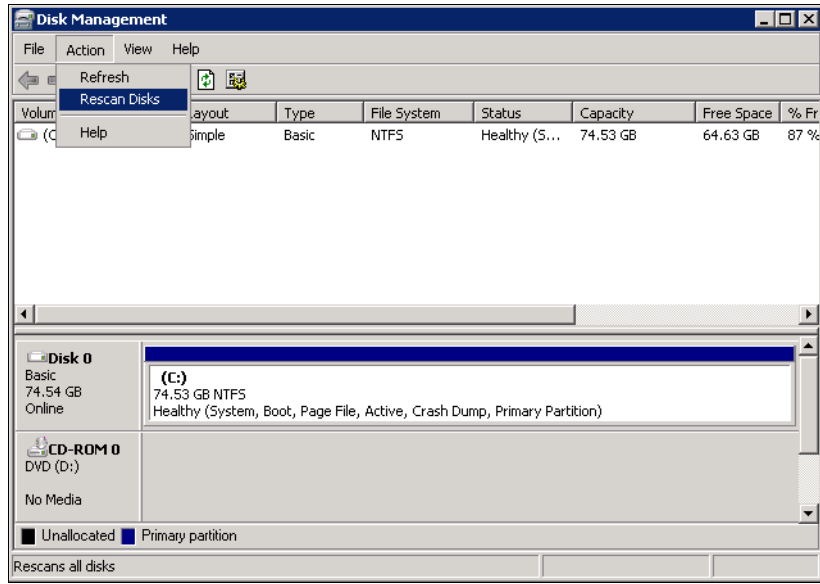 Disk Management
File Action View Help
Refresh
Rescan Disks
Help
Volum ayout Type File System Status Capacity Free Space % Fr
(C imple Basic NTFS Healthy (S... 74.53 GB 64.63 GB 87 %
Disk 0
Basic
74.54 GB
Online
(C:)
74.53 GB NTFS
Healthy (System, Boot, Page File, Active, Crash Dump, Primary Partition)
CD-ROM 0
DVD (D:)
No Media
Unallocated Primary partition
Rescans all disks